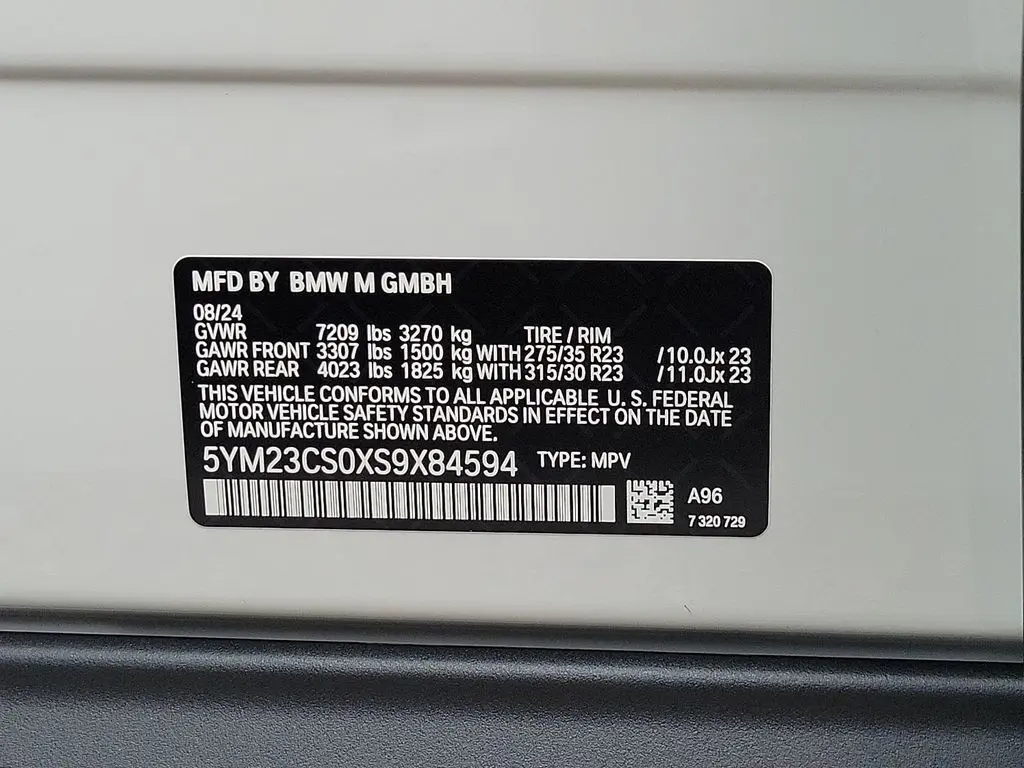 MFD BY BMW M GMBH
08/24
GVWR 7209 lbs 3270 kg TIRE / RIM
GAWR FRONT 3307 lbs 1500 kg WITH 275/35 R23 /10.0Jx 23
GAWR REAR 4023 lbs 1825 kg WITH 315/30 R23 /11.0Jx 23
THIS VEHICLE CONFORMS TO ALL APPLICABLE U. S. FEDERAL
MOTOR VEHICLE SAFETY STANDARDS IN EFFECT ON THE DATE
OF MANUFACTURE SHOWN ABOVE.
5YM23CS0XS9X84594 TYPE: MPV
A96
7 320 729